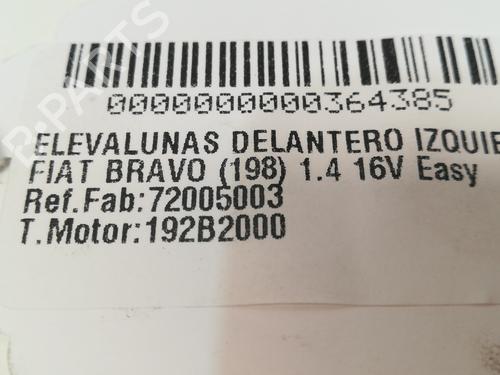 0000000000364385
ELEVALUNAS DELANTERO IZQUIE
FIAT BRAVO (198) 1.4 16V Easy
Ref.Fab:72005003
T.Motor:192B2000